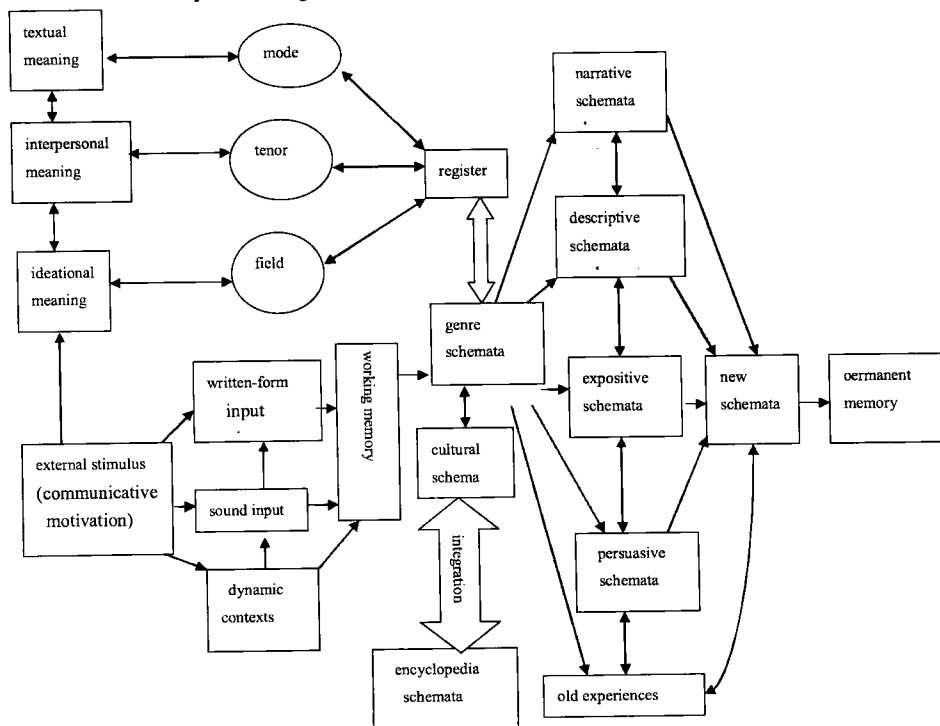 textual
meaning
mode
narrative
schemata
interpersonal
meaning
tenor
register
descriptive
schemata
ideational
meaning
field
genre
schemata
working memory
written-form
input
expositive
schemata
new
schemata
oermanent
memory
external stimulus
(communicative
motivation)
sound input
cultural
schema
dynamic
contexts
integration
persuasive
schemata
encyclopedia
schemata
old experiences